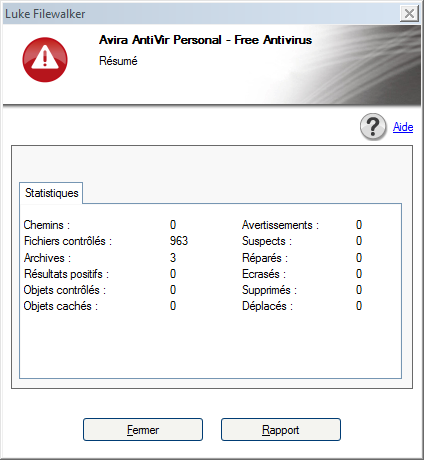 Luke Filewalker
Avira AntiVir Personal - Free Antivirus
Résumé
? Aide
Statistiques
Chemins : 0 Avertissements : 0
Fichiers contrôlés : 963 Suspects : 0
Archives : 3 Réparés : 0
Résultats positifs : 0 Ecrasés : 0
Objets contrôlés : 0 Supprimés : 0
Objets cachés : 0 Déplacés : 0
Fermer Rapport